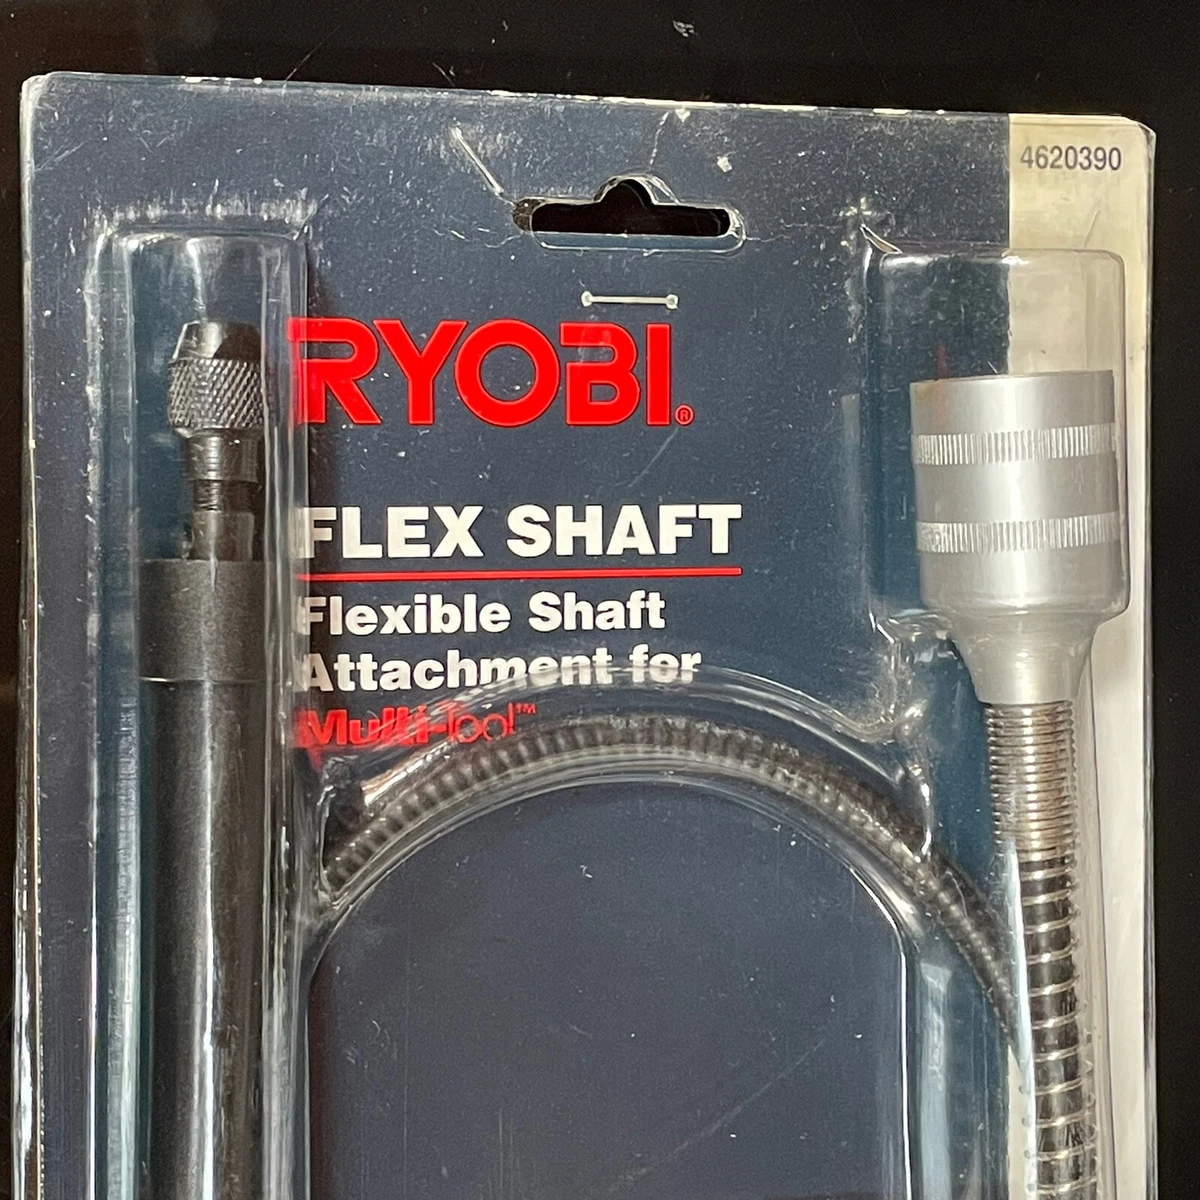 4620390
RYOBI®
FLEX SHAFT
Flexible Shaft
Attachment for
Multi-Tool™